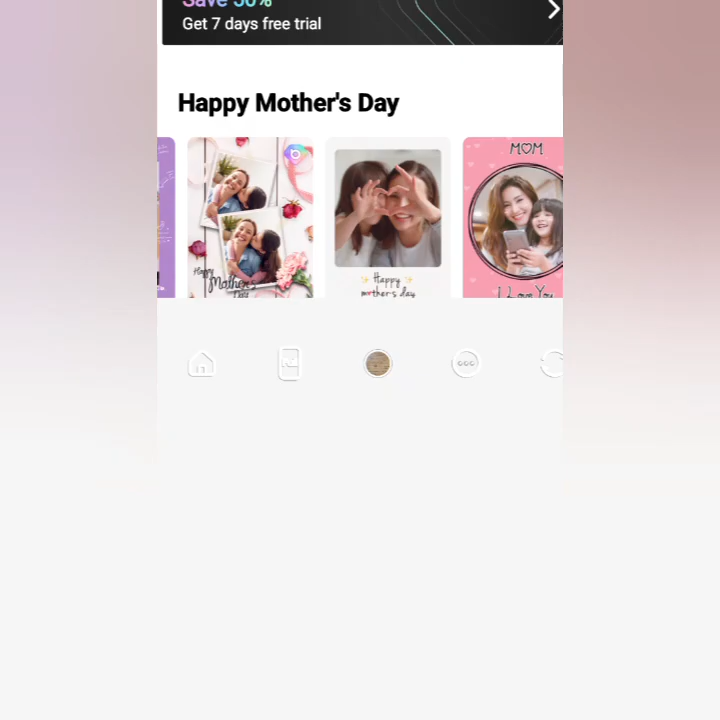 Save 50%
Get 7 days free trial
Happy Mother's Day
Happy
Mother's
Day
Happy
mother's day
MOM
I Love You